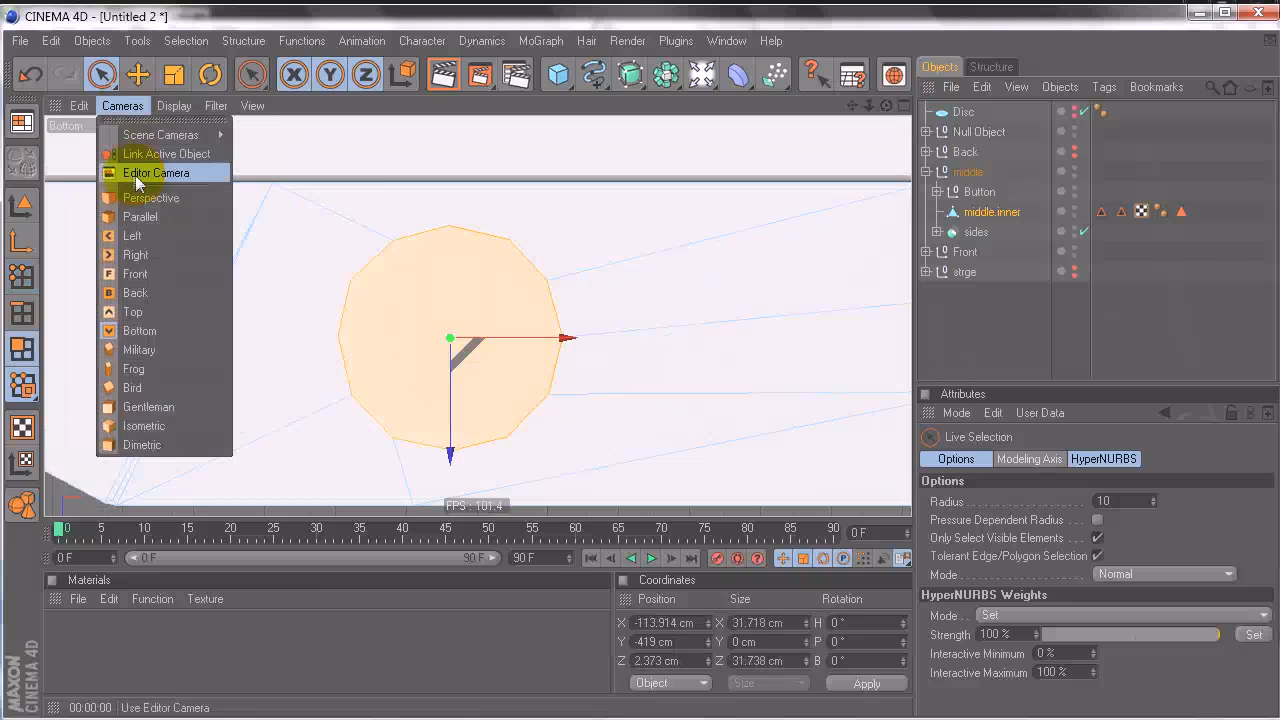 CINEMA 4D - [Untitled 2 *]
File Edit Objects Tools Selection Structure Functions Animation Character Dynamics MoGraph Hair Render Plugins Window Help
X Y Z
Objects Structure
Edit Cameras Display Filter View
File Edit View Objects Tags Bookmarks
Bottom
Scene Cameras
Link Active Object
Editor Camera
Perspective
Parallel
Left
Right
Front
Back
Top
Bottom
Military
Frog
Bird
Gentleman
Isometric
Dimetric
Disc
Null Object
Back
middle
Button
middle.inner
sides
Front
strge
Attributes
Mode Edit User Data
Live Selection
Options Modeling Axis HyperNURBS
Options
Radius 10
Pressure Dependent Radius
Only Select Visible Elements
Tolerant Edge/Polygon Selection
Mode Normal
HyperNURBS Weights
Mode Set
Strength 100 % Set
Interactive Minimum 0 %
Interactive Maximum 100 %
FPS : 101.4
0 5 10 15 20 25 30 35 40 45 50 55 60 65 70 75 80 85 90 0 F
0 F 0 F 90 F 90 F
Materials
File Edit Function Texture
Coordinates
Position Size Rotation
X -113.914 cm X 31.718 cm H 0 °
Y -419 cm Y 0 cm P 0 °
Z 2.373 cm Z 31.738 cm B 0 °
Object Size Apply
MAXON
CINEMA 4D
00:00:00 Use Editor Camera